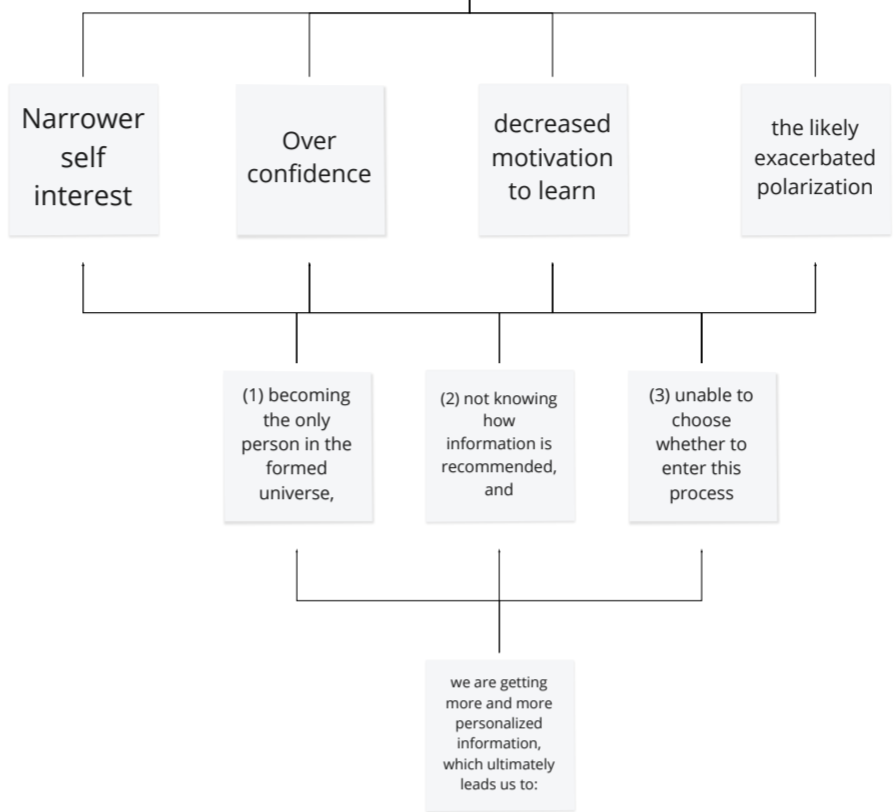 Narrower
self
interest
Over
confidence
decreased
motivation
to learn
the likely
exacerbated
polarization
(1) becoming
the only
person in the
formed
universe,
(2) not knowing
how
information is
recommended,
and
(3) unable to
choose
whether to
enter this
process
we are getting
more and more
personalized
information,
which ultimately
leads us to: